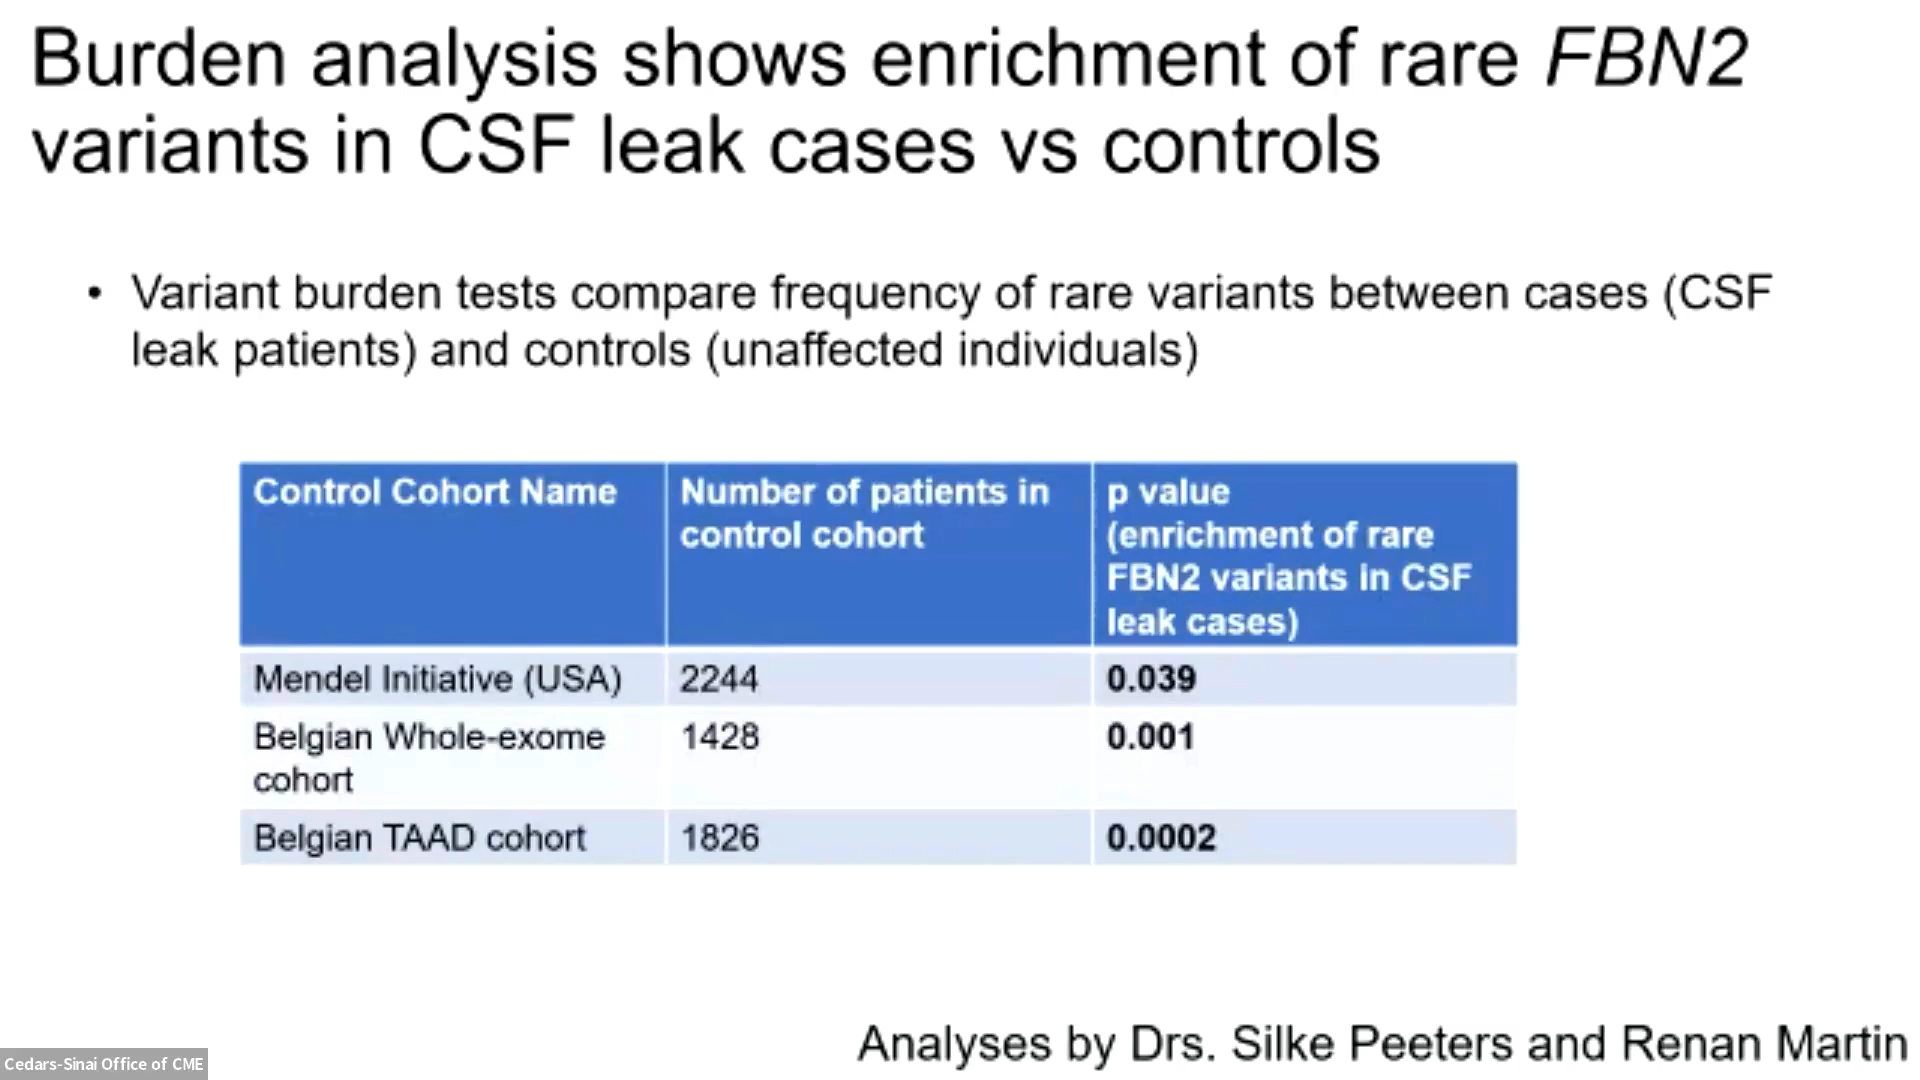 Burden analysis shows enrichment of rare FBN2
variants in CSF leak cases vs controls
• Variant burden tests compare frequency of rare variants between cases (CSF
leak patients) and controls (unaffected individuals)
Control Cohort Name
Number of patients in
control cohort
p value
(enrichment of rare
FBN2 variants in CSF
leak cases)
Mendel Initiative (USA)
2244
0.039
Belgian Whole-exome
cohort
1428
0.001
Belgian TAAD cohort
1826
0.0002
Analyses by Drs. Silke Peeters and Renan Martin
Cedars-Sinai Office of CME